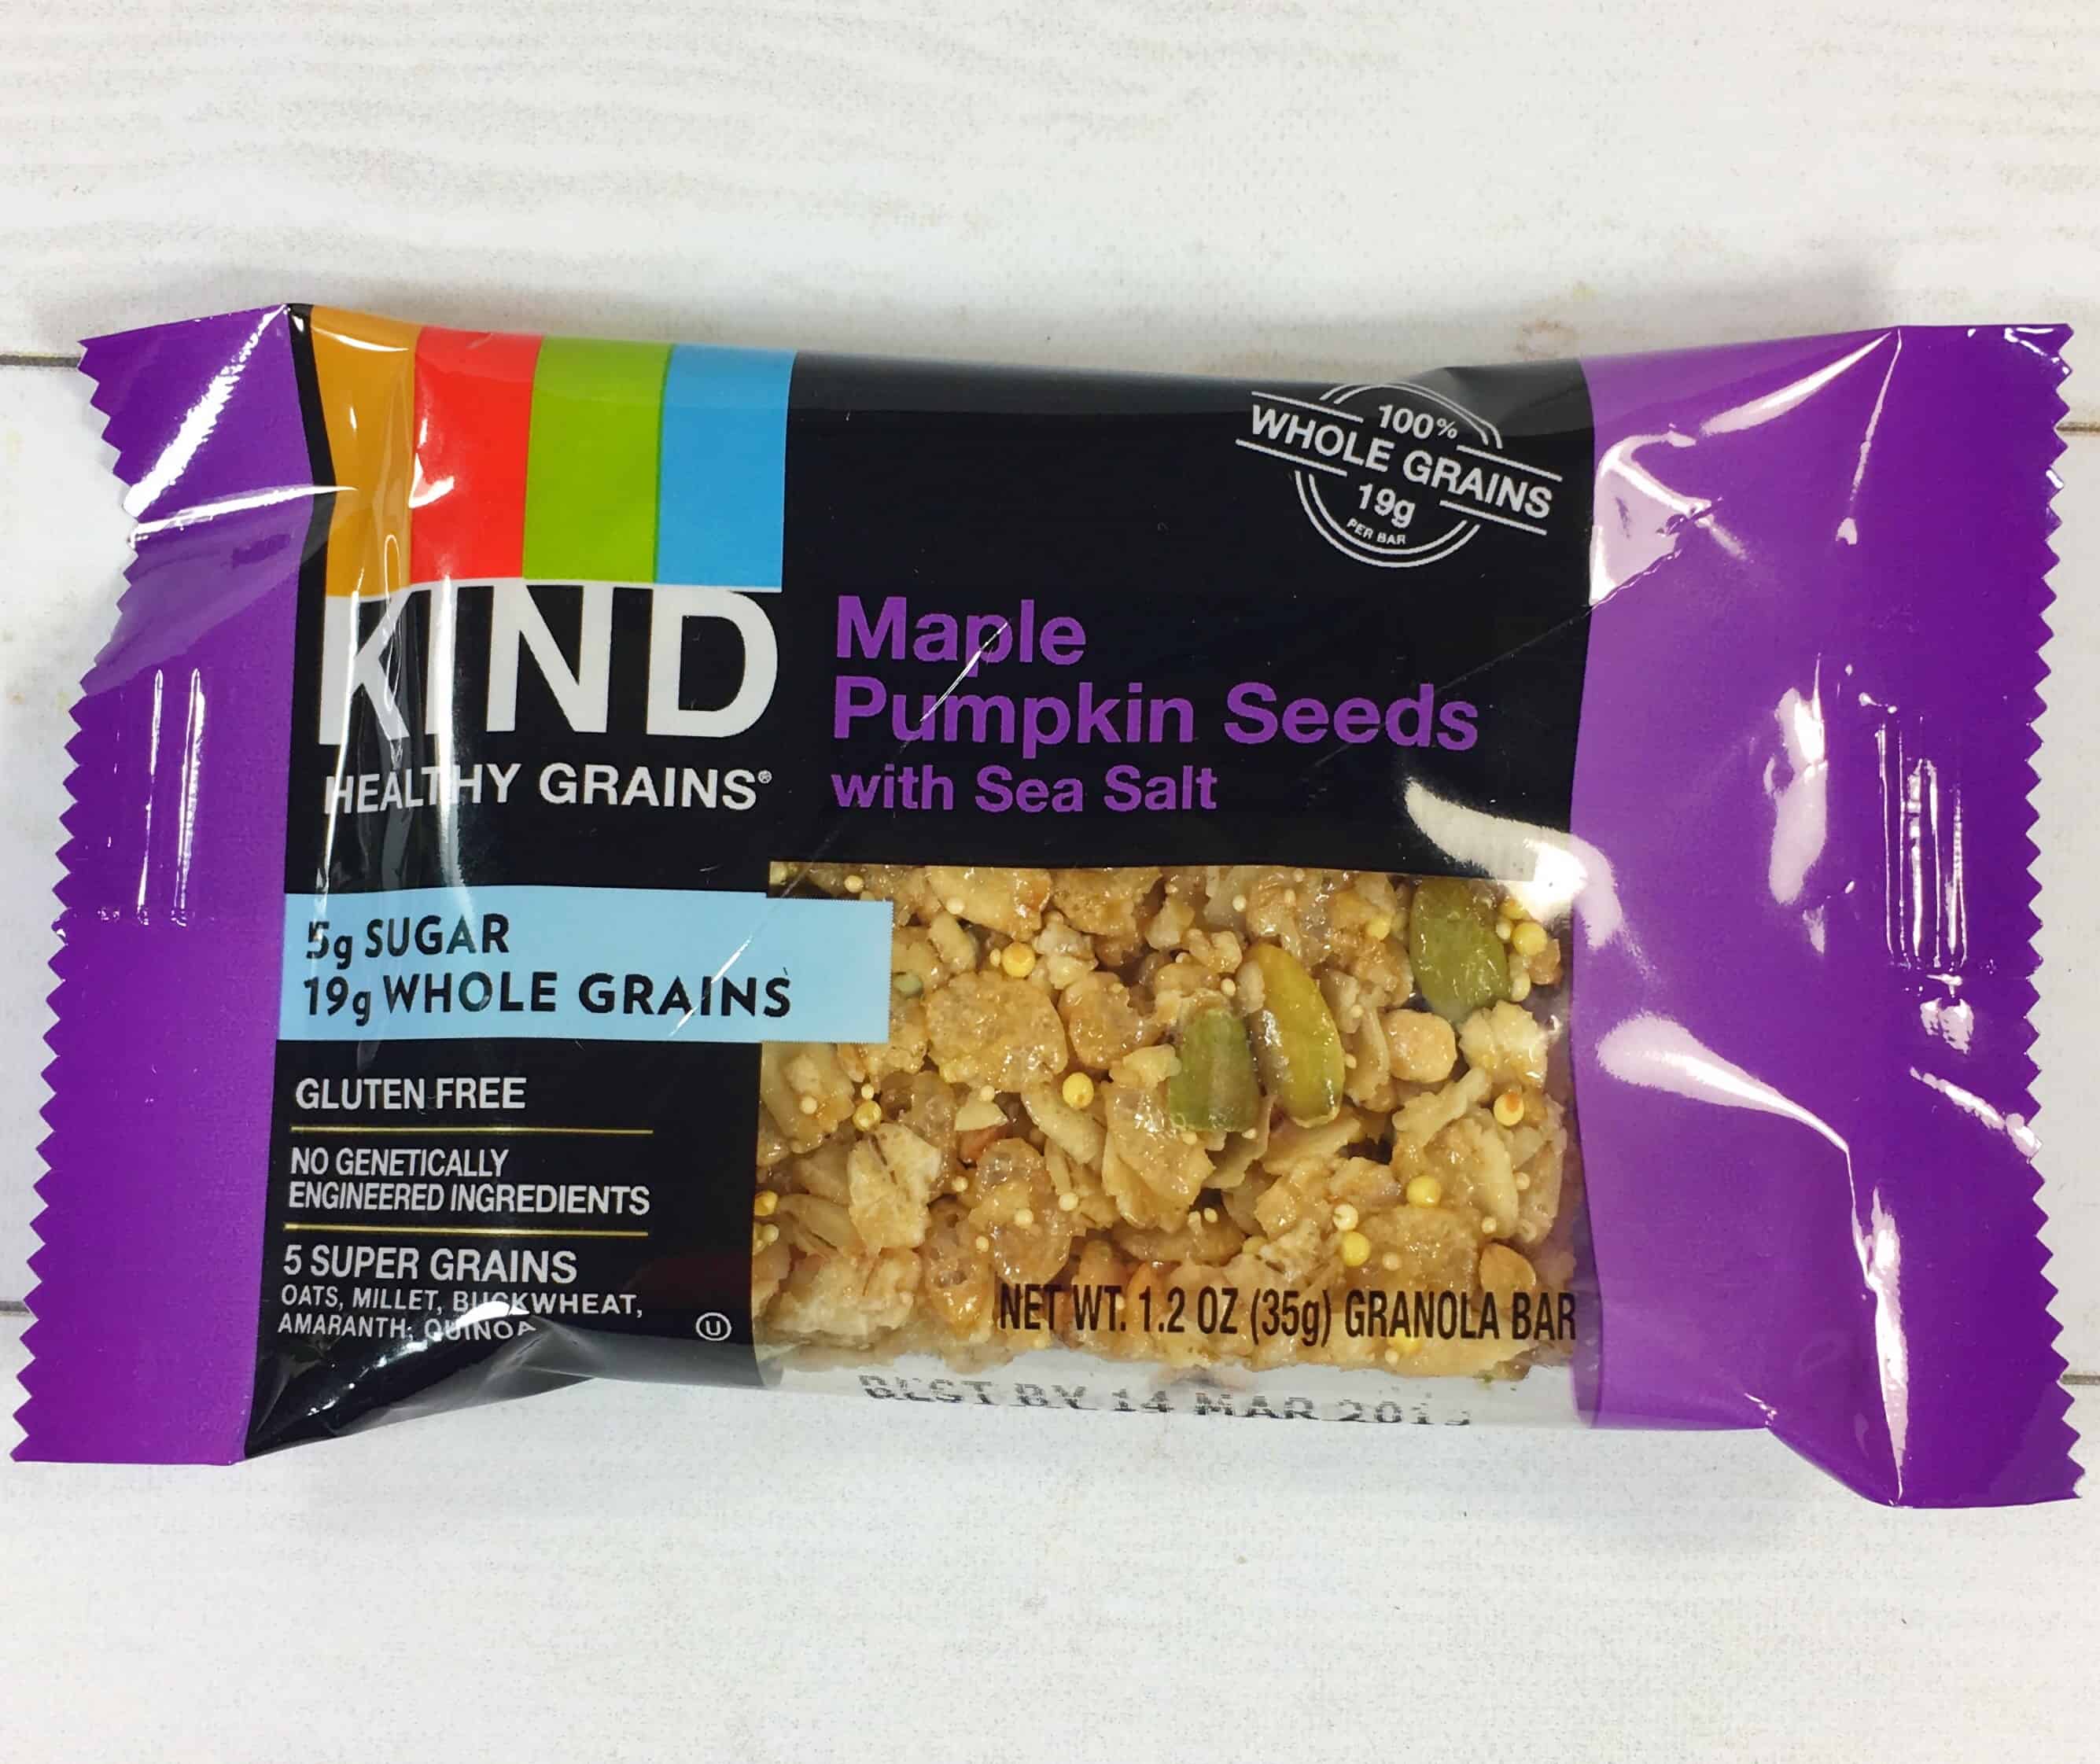 100%
WHOLE GRAINS
19g
PER BAR
KIND
HEALTHY GRAINS®
Maple
Pumpkin Seeds
with Sea Salt
5g SUGAR
19g WHOLE GRAINS
GLUTEN FREE
NO GENETICALLY
ENGINEERED INGREDIENTS
5 SUPER GRAINS
OATS, MILLET, BUCKWHEAT,
AMARANTH, QUINOA
U
NET WT. 1.2 OZ (35g) GRANOLA BAR
BEST BY 14 MAR